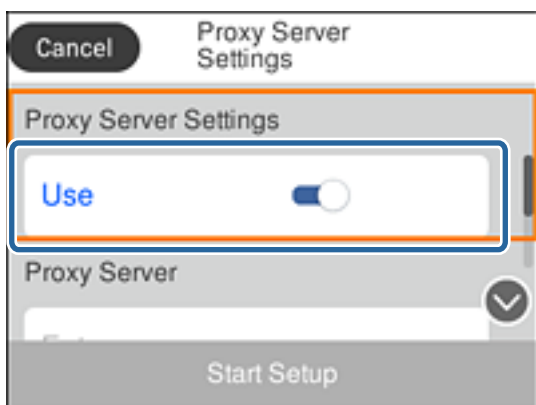 Cancel
Proxy Server
Settings
Proxy Server Settings
Use
Proxy Server
Start Setup